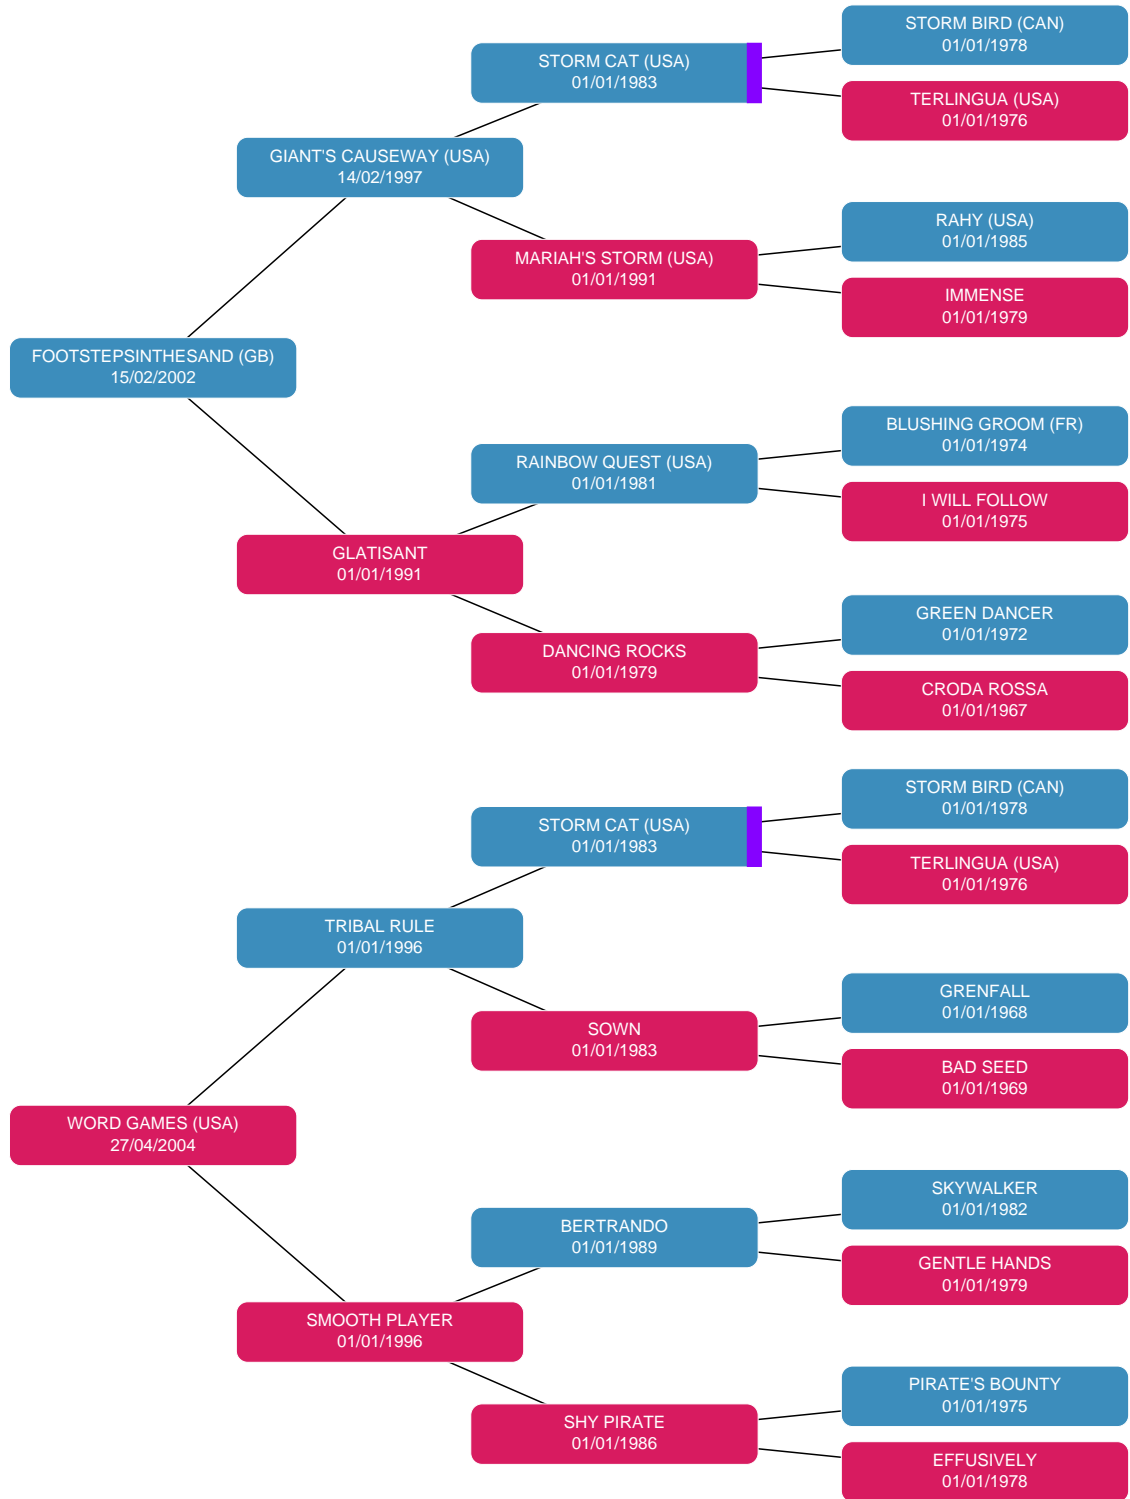 STORM BIRD (CAN)
01/01/1978
STORM CAT (USA)
01/01/1983
TERLINGUA (USA)
01/01/1976
GIANT'S CAUSEWAY (USA)
14/02/1997
RAHY (USA)
01/01/1985
MARIAH'S STORM (USA)
01/01/1991
IMMENSE
01/01/1979
FOOTSTEPSINTHESAND (GB)
15/02/2002
BLUSHING GROOM (FR)
01/01/1974
RAINBOW QUEST (USA)
01/01/1981
I WILL FOLLOW
01/01/1975
GLATISANT
01/01/1991
GREEN DANCER
01/01/1972
DANCING ROCKS
01/01/1979
CRODA ROSSA
01/01/1967
STORM BIRD (CAN)
01/01/1978
STORM CAT (USA)
01/01/1983
TERLINGUA (USA)
01/01/1976
TRIBAL RULE
01/01/1996
GRENFALL
01/01/1968
SOWN
01/01/1983
BAD SEED
01/01/1969
WORD GAMES (USA)
27/04/2004
SKYWALKER
01/01/1982
BERTRANDO
01/01/1989
GENTLE HANDS
01/01/1979
SMOOTH PLAYER
01/01/1996
PIRATE'S BOUNTY
01/01/1975
SHY PIRATE
01/01/1986
EFFUSIVELY
01/01/1978